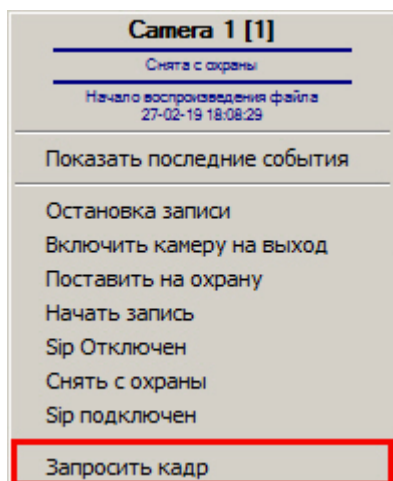 Camera 1 [1]
Снята с охраны
Начало воспроизведения файла
27-02-19 18:08:29
Показать последние события
Остановка записи
Включить камеру на выход
Поставить на охрану
Начать запись
Sip Отключен
Снять с охраны
Sip подключен
Запросить кадр